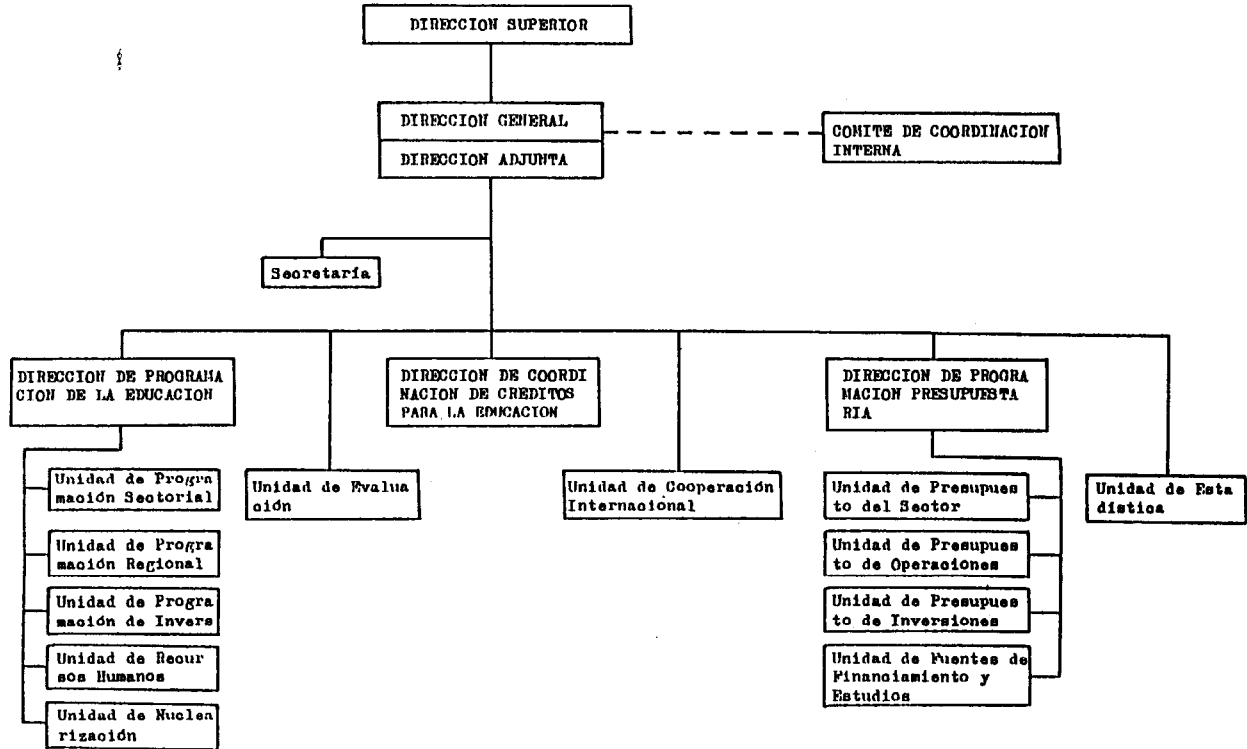 DIRECCION SUPERIOR
DIRECCION GENERAL
DIRECCION ADJUNTA
COMITE DE COORDINACION
INTERNA
Secretaría
DIRECCION DE PROGRAMA
CION DE LA EDUCACION
DIRECCION DE COORDI
NACION DE CREDITOS
PARA LA EDUCACION
DIRECCION DE PROGRA
MACION PRESUPUESTA
RIA
Unidad de Progra
mación Sectorial
Unidad de Progra
mación Regional
Unidad de Progra
mación de Invers
Unidad de Recur
sos Humanos
Unidad de Nuclea
rización
Unidad de Evalua
ción
Unidad de Cooperación
Internacional
Unidad de Presupues
to del Sector
Unidad de Presupues
to de Operaciones
Unidad de Presupues
to de Inversiones
Unidad de Fuentes de
Financiamiento y
Estudios
Unidad de Esta
dística